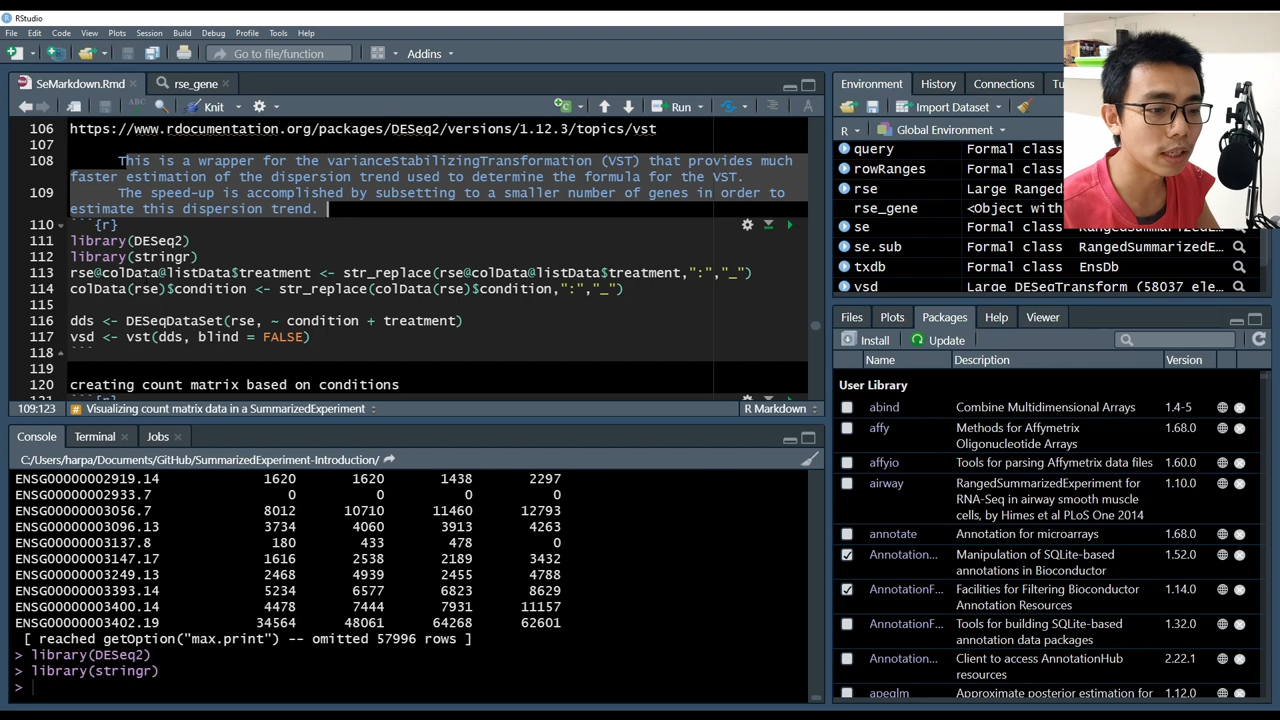 RStudio
File Edit Code View Plots Session Build Debug Profile Tools Help
Go to file/function Addins
SeMarkdown.Rmd rse_gene
Knit Run
106 https://www.rdocumentation.org/packages/DESeq2/versions/1.12.3/topics/vst
107
108 This is a wrapper for the varianceStabilizingTransformation (VST) that provides much
faster estimation of the dispersion trend used to determine the formula for the VST.
109 The speed-up is accomplished by subsetting to a smaller number of genes in order to
estimate this dispersion trend.
110 ```{r}
111 library(DESeq2)
112 library(stringr)
113 rse@colData@listData$treatment <- str_replace(rse@colData@listData$treatment,":","_")
114 colData(rse)$condition <- str_replace(colData(rse)$condition,":","_")
115
116 dds <- DESeqDataSet(rse, ~ condition + treatment)
117 vsd <- vst(dds, blind = FALSE)
118 ```
119
120 creating count matrix based on conditions
109:123 Visualizing count matrix data in a SummarizedExperiment R Markdown
Console Terminal Jobs
C:/Users/harpa/Documents/GitHub/SummarizedExperiment-Introduction/
ENSG00000002919.14 1620 1620 1438 2297
ENSG00000002933.7 0 0 0 0
ENSG00000003056.7 8012 10710 11460 12793
ENSG00000003096.13 3734 4060 3913 4263
ENSG00000003137.8 180 433 478 0
ENSG00000003147.17 1616 2538 2189 3432
ENSG00000003249.13 2468 4939 2455 4788
ENSG00000003393.14 5234 6577 6823 8629
ENSG00000003400.14 4478 7444 7931 11157
ENSG00000003402.19 34564 48061 64268 62601
[ reached getOption("max.print") -- omitted 57996 rows ]
> library(DESeq2)
> library(stringr)
>
Environment History Connections
Import Dataset
R Global Environment
query Formal class
rowRanges Formal class
rse Large Ranged
rse_gene <Object with
se Formal class
se.sub Formal class RangedSummarizedE...
txdb Formal class EnsDb
vsd Large DESeqTransform (58037 ele
Files Plots Packages Help Viewer
Install Update
Name Description Version
User Library
abind Combine Multidimensional Arrays 1.4-5
affy Methods for Affymetrix
Oligonucleotide Arrays 1.68.0
affyio Tools for parsing Affymetrix data files 1.60.0
airway RangedSummarizedExperiment for
RNA-Seq in airway smooth muscle
cells, by Himes et al PLoS One 2014 1.10.0
annotate Annotation for microarrays 1.68.0
Annotation... Manipulation of SQLite-based
annotations in Bioconductor 1.52.0
AnnotationF... Facilities for Filtering Bioconductor
Annotation Resources 1.14.0
AnnotationF... Tools for building SQLite-based
annotation data packages 1.32.0
Annotation... Client to access AnnotationHub
resources 2.22.1
apeglm Approximate posterior estimation for 1.12.0